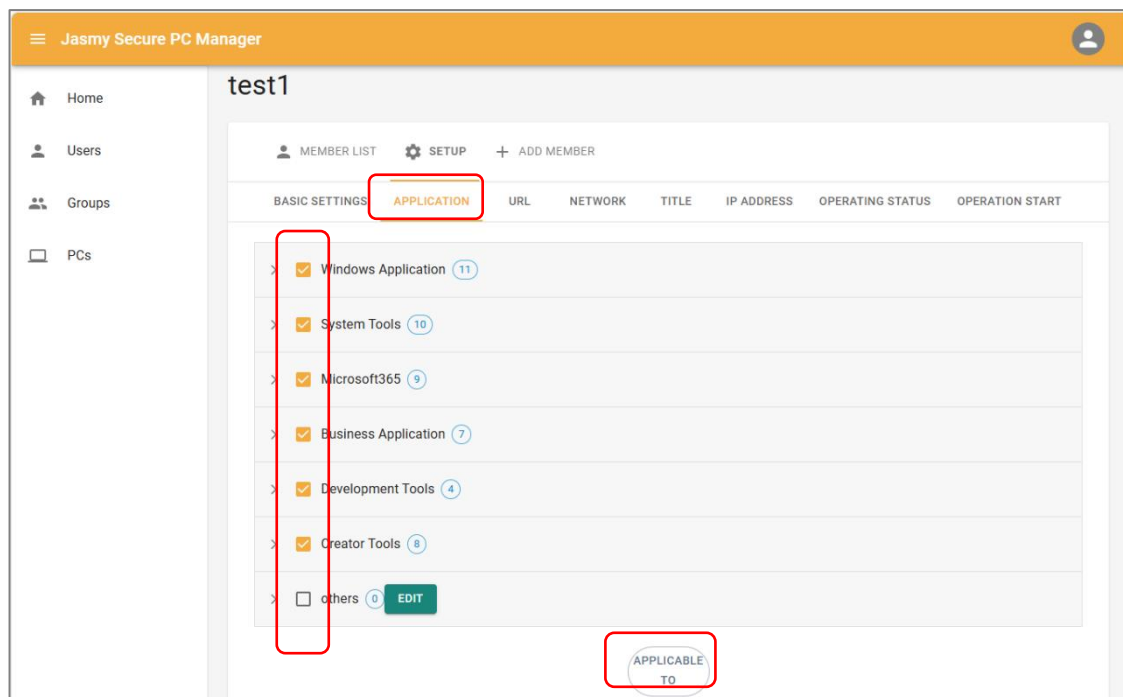 Jasmy Secure PC Manager
Home
Users
Groups
PCs
test1
MEMBER LIST SETUP + ADD MEMBER
BASIC SETTINGS APPLICATION URL NETWORK TITLE IP ADDRESS OPERATING STATUS OPERATION START
Windows Application 11
System Tools 10
Microsoft365 9
Business Application 7
Development Tools 4
Creator Tools 8
others 0 EDIT
APPLICABLE
TO